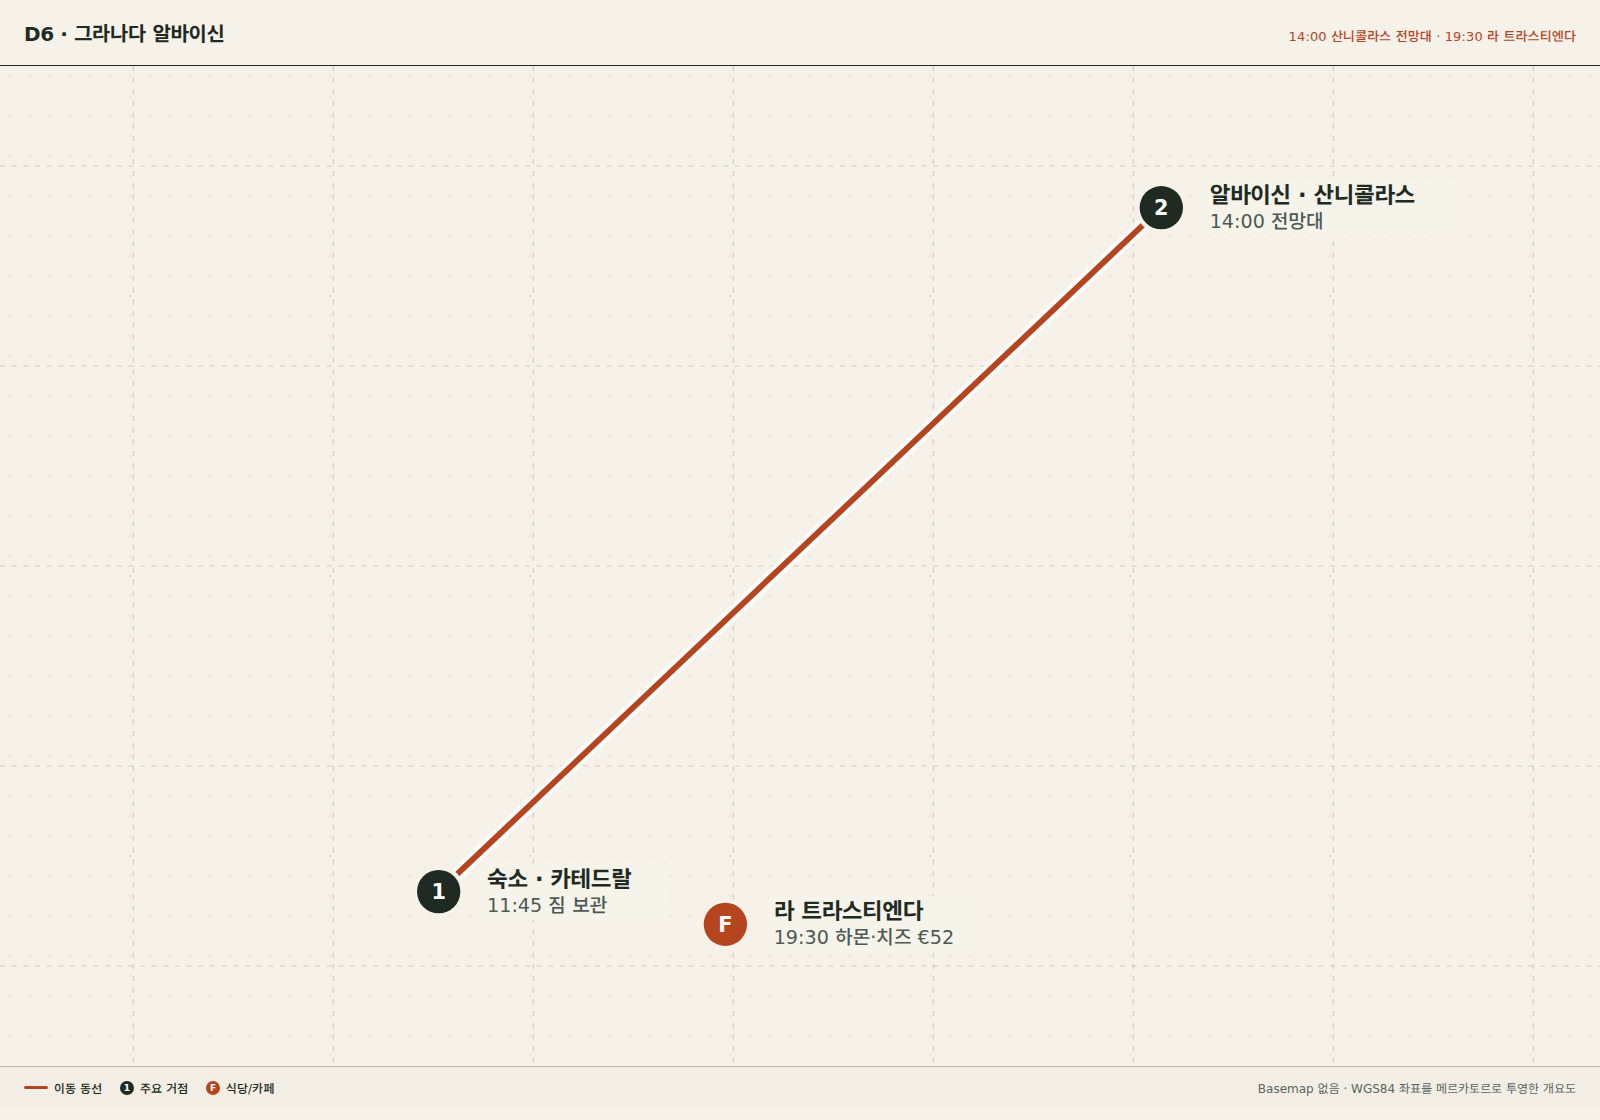 D6 · 그라나다 알바이신
14:00 산니콜라스 전망대 · 19:30 라 트라스티엔다
2
알바이신 · 산니콜라스
14:00 전망대
1
숙소 · 카테드랄
11:45 짐 보관
F
라 트라스티엔다
19:30 하몬·치즈 €52
이동 동선
1 주요 거점
F 식당/카페
Basemap 없음 · WGS84 좌표를 메르카토르로 투영한 개요도